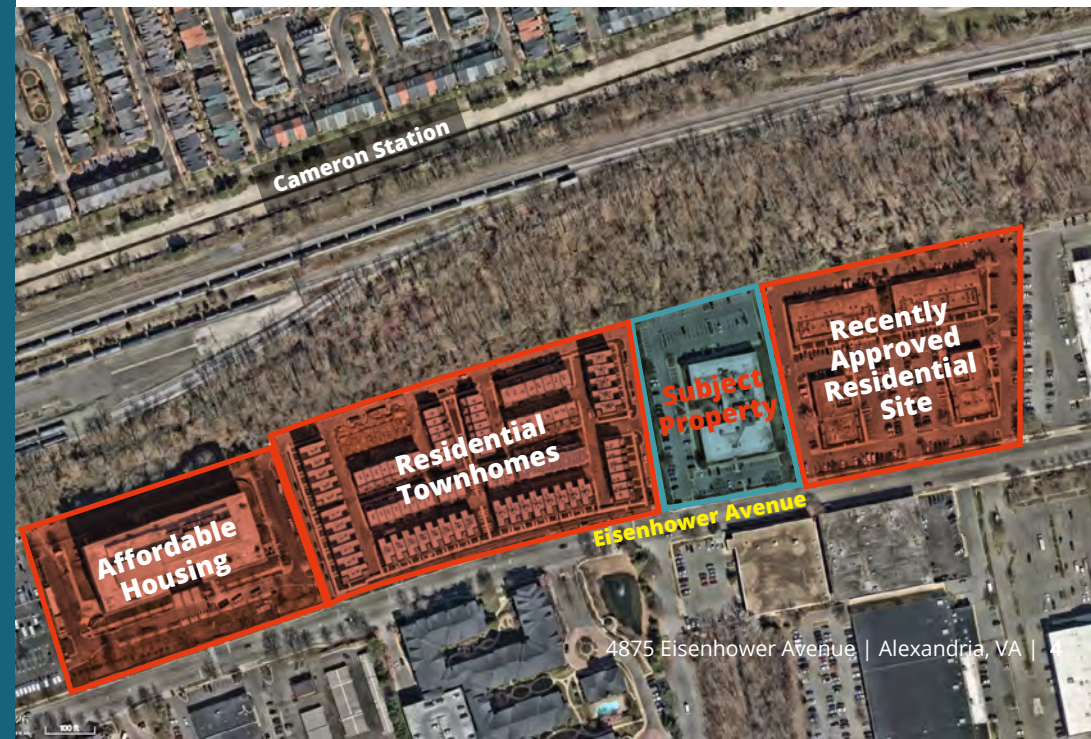 Cameron Station
Recently
Approved
Residential
Site
Subject
Property
Residential
Townhomes
Eisenhower Avenue
Affordable
Housing
4875 Eisenhower Avenue | Alexandria, VA | 4
100 ft